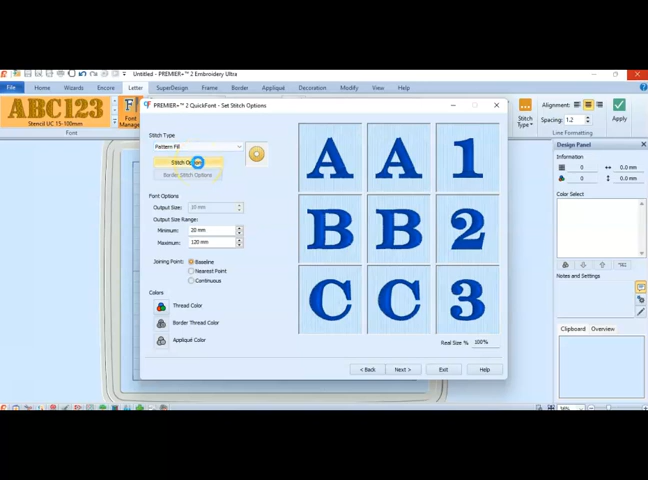 Untitled - PREMIER+™ 2 Embroidery Ultra
File Home Wizards Encore Letter SuperDesign Frame Border Appliqué Decoration Modify View Help
ABC123
Stencil UC 15-100mm
Font
Manager
Font
Stitch
Type
Alignment:
Spacing: 1.2
Line Formatting
Apply
PREMIER+™ 2 QuickFont - Set Stitch Options
Stitch Type
Pattern Fill
Stitch Options
Border Stitch Options
Font Options
Output Size: 10 mm
Output Size Range:
Minimum: 20 mm
Maximum: 120 mm
Joining Point: Baseline
Nearest Point
Continuous
Colors
Thread Color
Border Thread Color
Appliqué Color
A A 1
B B 2
C C 3
Real Size % 100%
< Back Next > Exit Help
Design Panel
Information
0 0.0 mm
0 0.0 mm
Color Select
Notes and Settings
Clipboard Overview